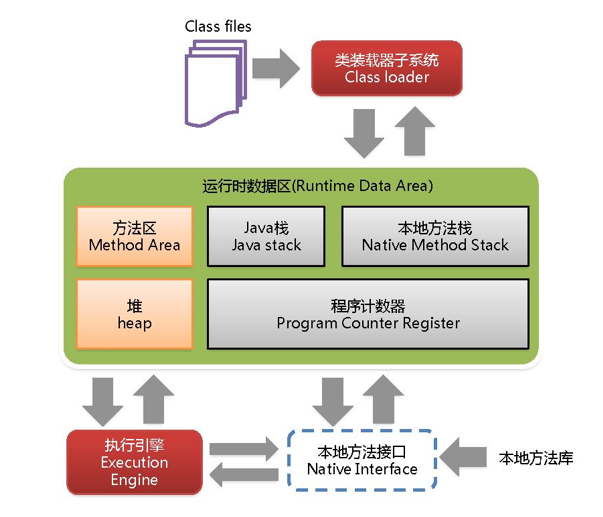 Class files
类装载器子系统
Class loader
运行时数据区(Runtime Data Area)
方法区
Method Area
Java栈
Java stack
本地方法栈
Native Method Stack
堆
heap
程序计数器
Program Counter Register
执行引擎
Execution
Engine
本地方法接口
Native Interface
本地方法库